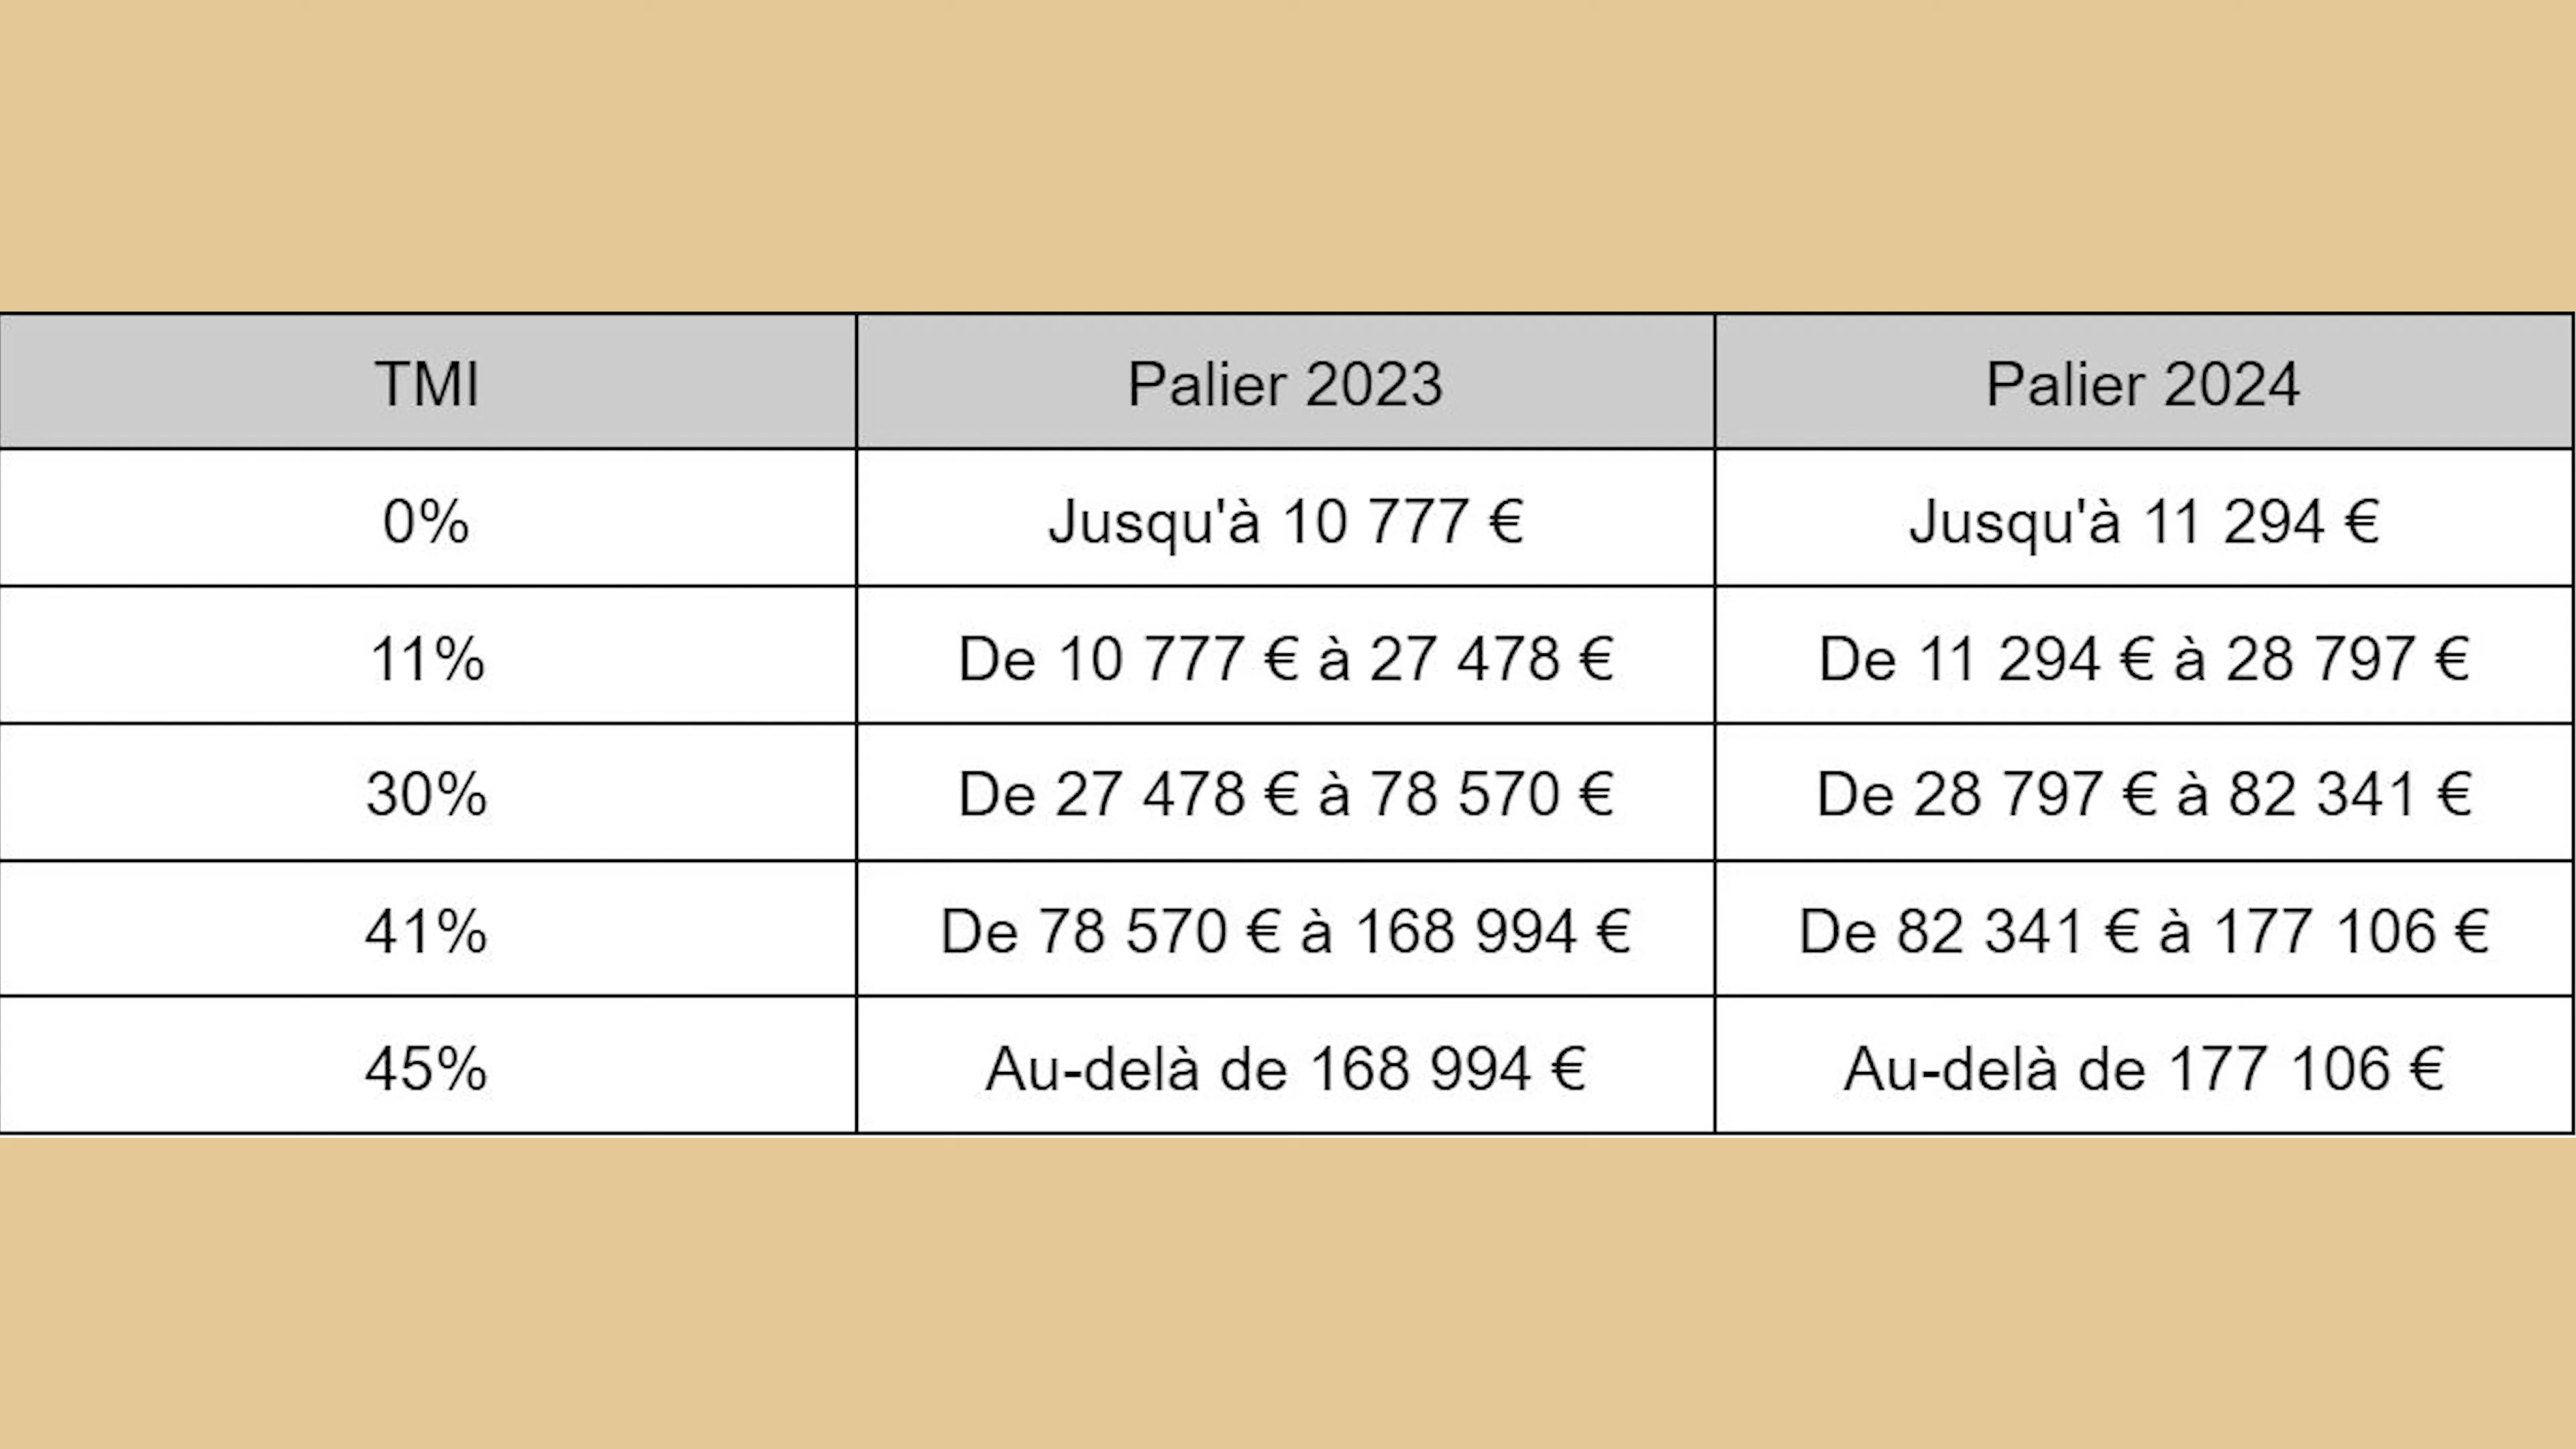 TMI Palier 2023 Palier 2024
0% Jusqu'à 10 777 € Jusqu'à 11 294 €
11% De 10 777 € à 27 478 € De 11 294 € à 28 797 €
30% De 27 478 € à 78 570 € De 28 797 € à 82 341 €
41% De 78 570 € à 168 994 € De 82 341 € à 177 106 €
45% Au-delà de 168 994 € Au-delà de 177 106 €